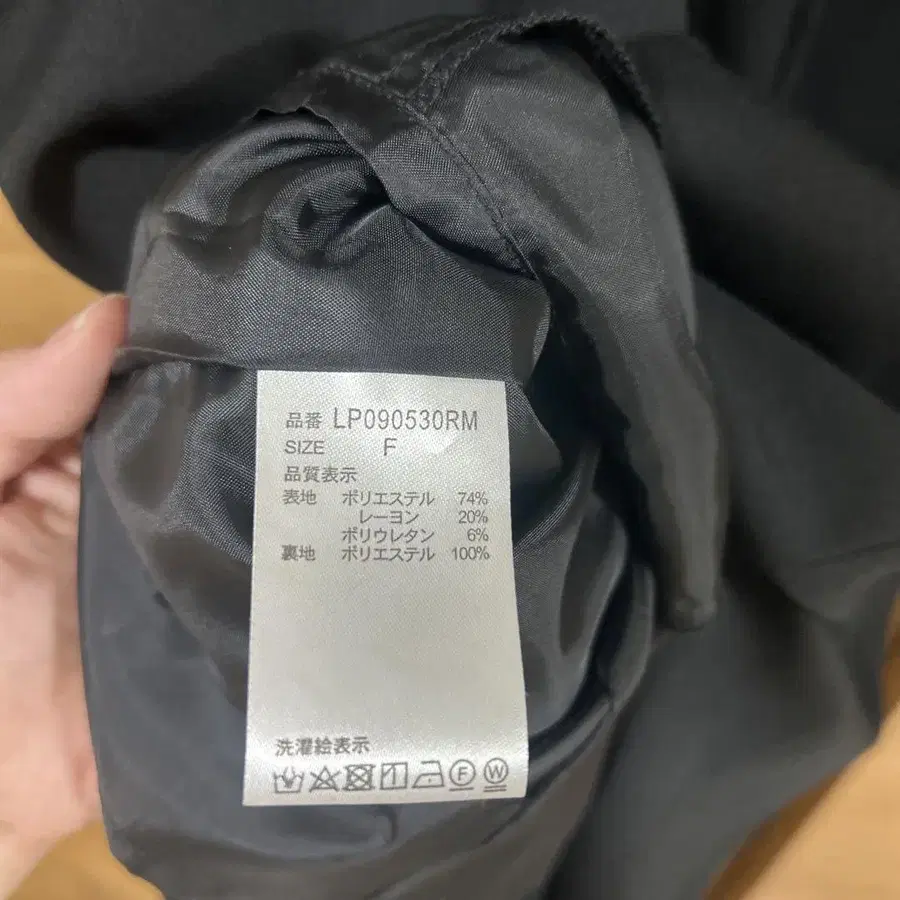 品番 LP090530RM
SIZE F
品質表示
表地 ポリエステル 74%
レーヨン 20%
ポリウレタン 6%
裏地 ポリエステル 100%
洗濯絵表示
F W